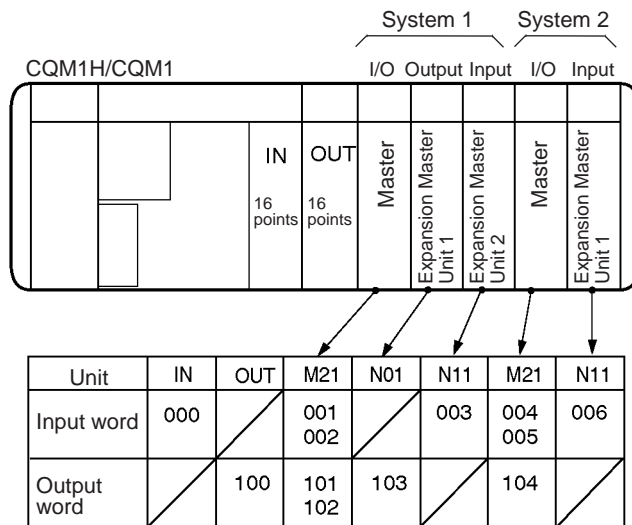 System 1 System 2
CQM1H/CQM1 I/O Output Input I/O Input
IN OUT
16 points 16 points
Master
Expansion Master Unit 1
Expansion Master Unit 2
Master
Expansion Master Unit 1
Unit IN OUT M21 N01 N11 M21 N11
Input word 000 001 003 004 006
002 005
Output word 100 101 103 104
102